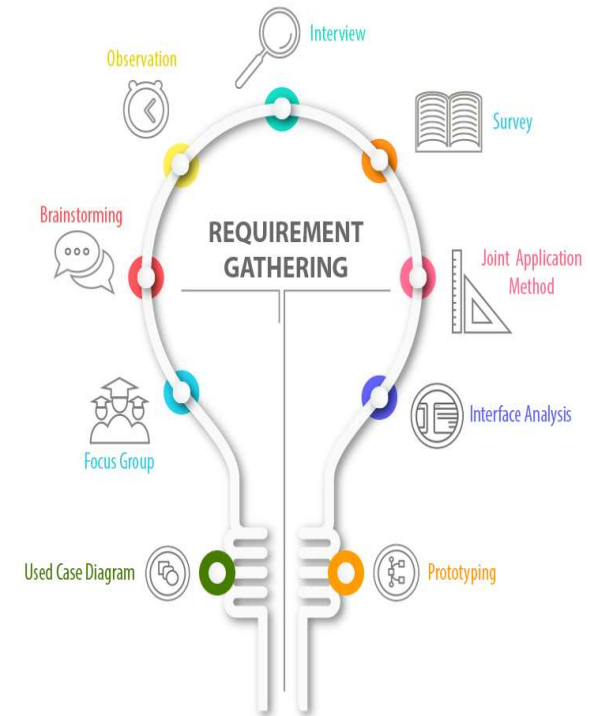 Interview
Observation
Survey
Brainstorming
REQUIREMENT
GATHERING
Joint Application
Method
Interface Analysis
Focus Group
Used Case Diagram
Prototyping